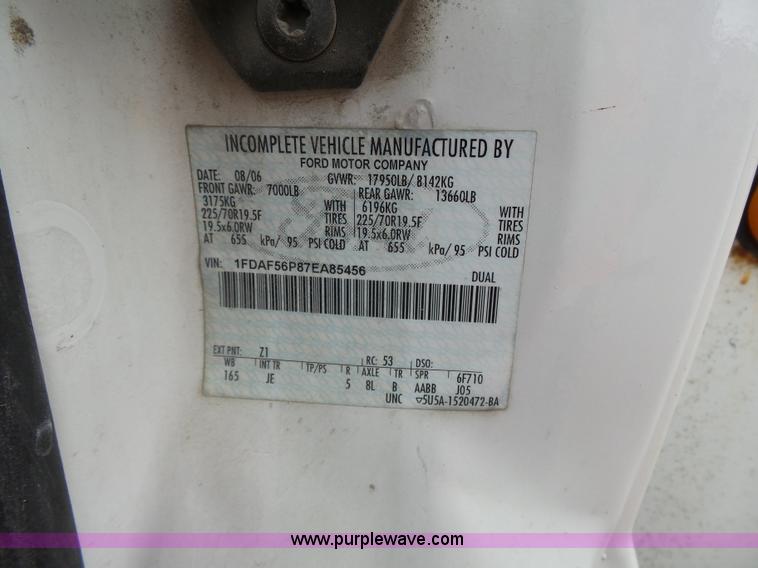 INCOMPLETE VEHICLE MANUFACTURED BY
FORD MOTOR COMPANY
DATE: 08/06 GVWR: 17950LB/ 8142KG
FRONT GAWR: 7000LB REAR GAWR: 13660LB
3175KG WITH 6196KG WITH
225/70R19.5F TIRES 225/70R19.5F TIRES
19.5x6.0RW RIMS 19.5x6.0RW RIMS
AT 655 kPa/ 95 PSI COLD AT 655 kPa/ 95 PSI COLD
VIN: 1FDAF56P87EA85456 DUAL
EXT PNT: Z1 RC: 53 DSO:
WB INT TR TP/PS R AXLE TR SPR 6F710
165 JE 5 8L B AABB J05
UNC ▽5U5A-1520472-BA
www.purplewave.com